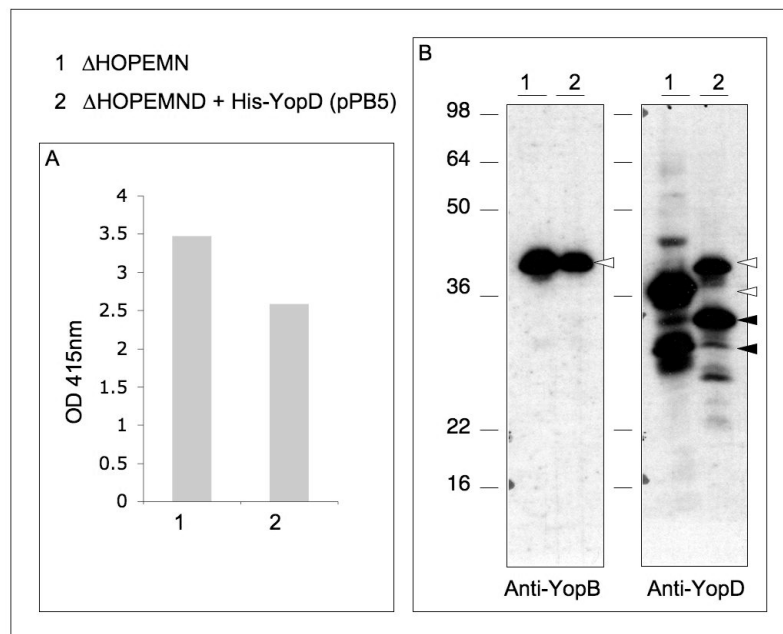 1 ΔHOPEMN
2 ΔHOPEMND + His-YopD (pPB5)
A
4
3.5
3
2.5
2
1.5
1
0.5
0
OD 415nm
1 2
B
1 2 1 2
98
64
50
36
22
16
Anti-YopB Anti-YopD